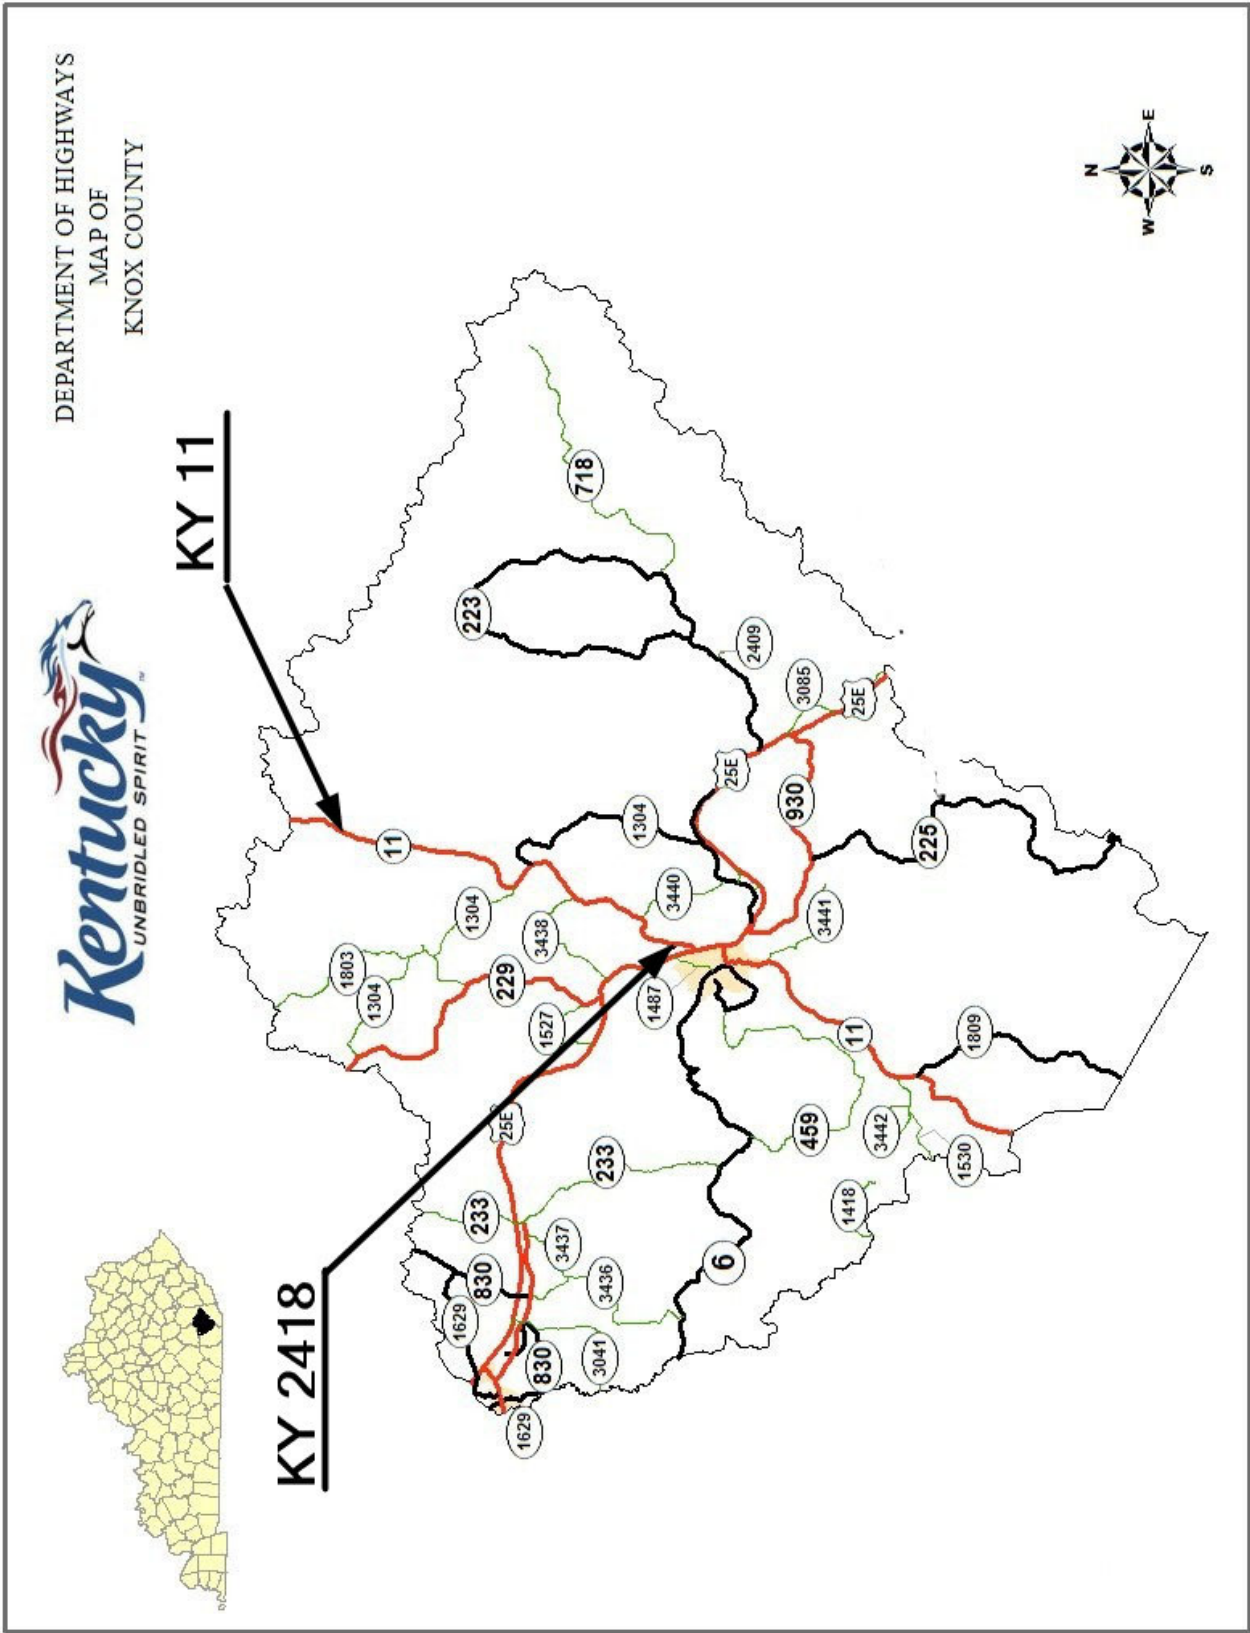 DEPARTMENT OF HIGHWAYS
MAP OF
KNOX COUNTY
Kentucky™
UNBRIDLED SPIRIT
KY 11
KY 2418
1803
1304
11
1629
1304
223
233
830
25E
229
1629
3438
830
1527
3437
718
3041
3436
233
1304
1487
3440
6
25E
2409
930
3085
459
3441
1418
11
25E
3442
225
1530
1809
N
W
E
S